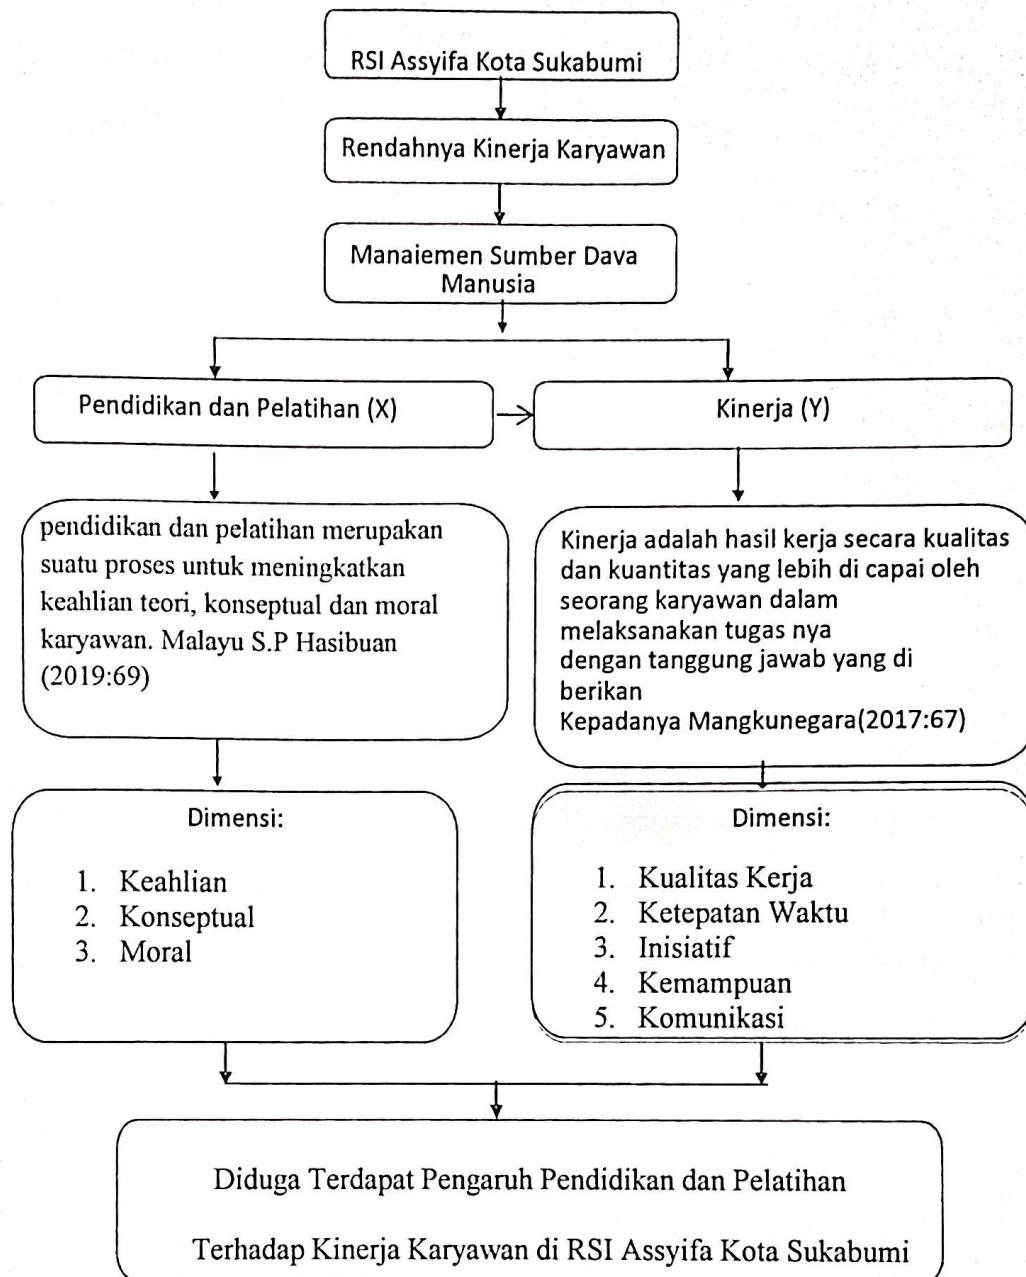 RSI Assyifa Kota Sukabumi
Rendahnya Kinerja Karyawan
Manaiemen Sumber Dava
Manusia
Pendidikan dan Pelatihan (X)
Kinerja (Y)
pendidikan dan pelatihan merupakan
suatu proses untuk meningkatkan
keahlian teori, konseptual dan moral
karyawan. Malayu S.P Hasibuan
(2019:69)
Kinerja adalah hasil kerja secara kualitas
dan kuantitas yang lebih di capai oleh
seorang karyawan dalam
melaksanakan tugas nya
dengan tanggung jawab yang di
berikan
Kepadanya Mangkunegara(2017:67)
Dimensi:
1. Keahlian
2. Konseptual
3. Moral
Dimensi:
1. Kualitas Kerja
2. Ketepatan Waktu
3. Inisiatif
4. Kemampuan
5. Komunikasi
Diduga Terdapat Pengaruh Pendidikan dan Pelatihan
Terhadap Kinerja Karyawan di RSI Assyifa Kota Sukabumi